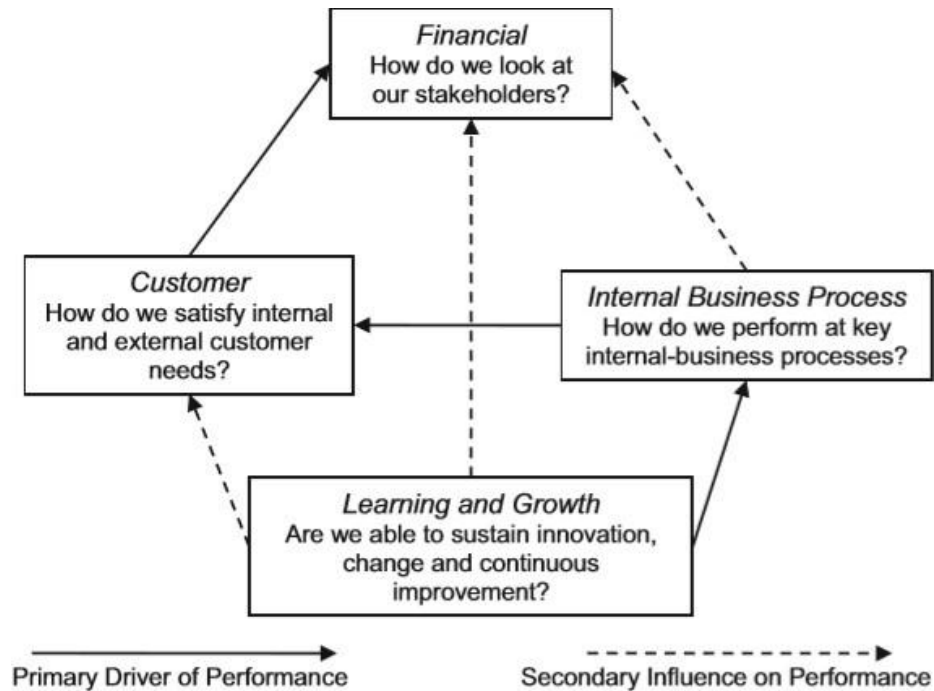 Financial
How do we look at
our stakeholders?
Customer
How do we satisfy internal
and external customer
needs?
Internal Business Process
How do we perform at key
internal-business processes?
Learning and Growth
Are we able to sustain innovation,
change and continuous
improvement?
Primary Driver of Performance
Secondary Influence on Performance